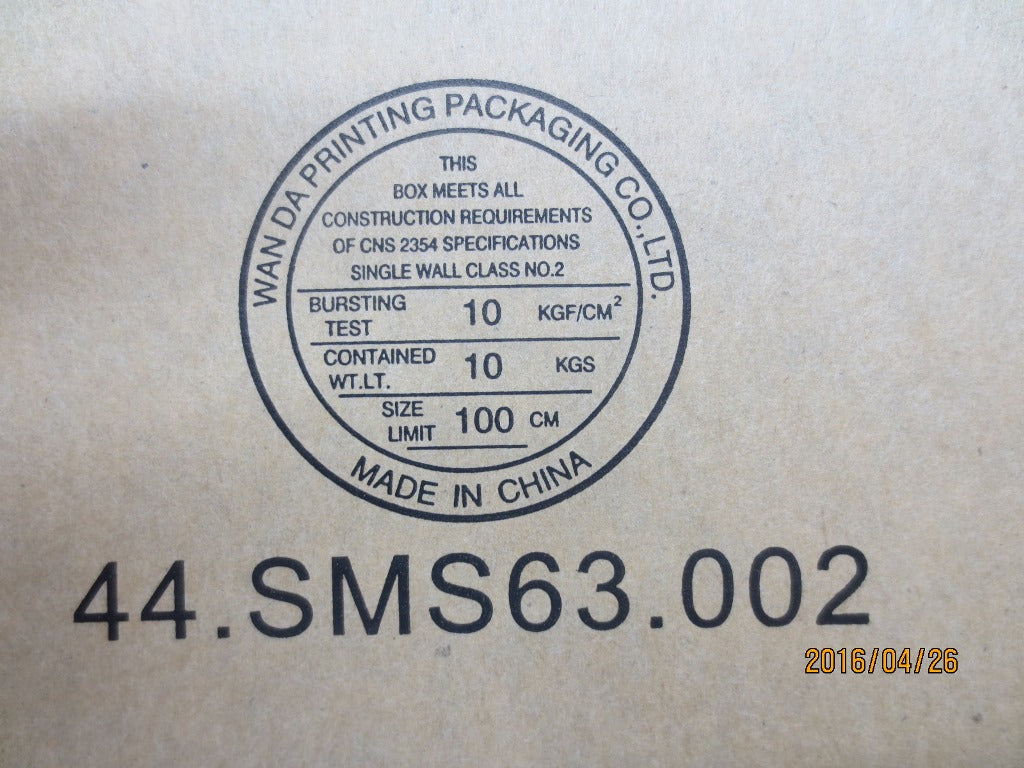 WAN DA PRINTING PACKAGING CO.,LTD.
THIS
BOX MEETS ALL
CONSTRUCTION REQUIREMENTS
OF CNS 2354 SPECIFICATIONS
SINGLE WALL CLASS NO.2
BURSTING TEST 10 KGF/CM²
CONTAINED WT.LT. 10 KGS
SIZE LIMIT 100 CM
MADE IN CHINA
44.SMS63.002
2016/04/26